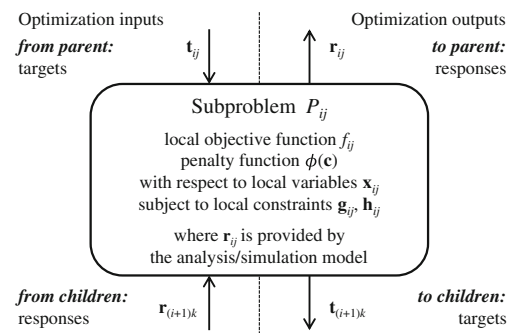 Optimization inputs
Optimization outputs
from parent:
targets
t_ij
r_ij
to parent:
responses
Subproblem P_ij
local objective function f_ij
penalty function ϕ(c)
with respect to local variables x_ij
subject to local constraints g_ij, h_ij
where r_ij is provided by
the analysis/simulation model
from children:
responses
r_(i+1)k
t_(i+1)k
to children:
targets